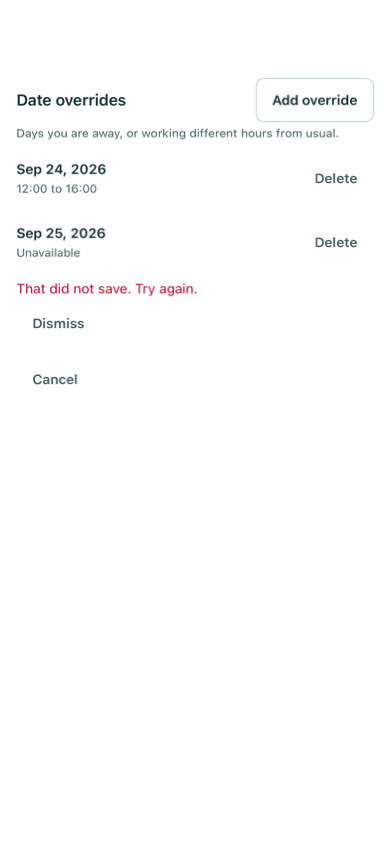 Date overrides
Add override
Days you are away, or working different hours from usual.
Sep 24, 2026
12:00 to 16:00
Delete
Sep 25, 2026
Unavailable
Delete
That did not save. Try again.
Dismiss
Cancel